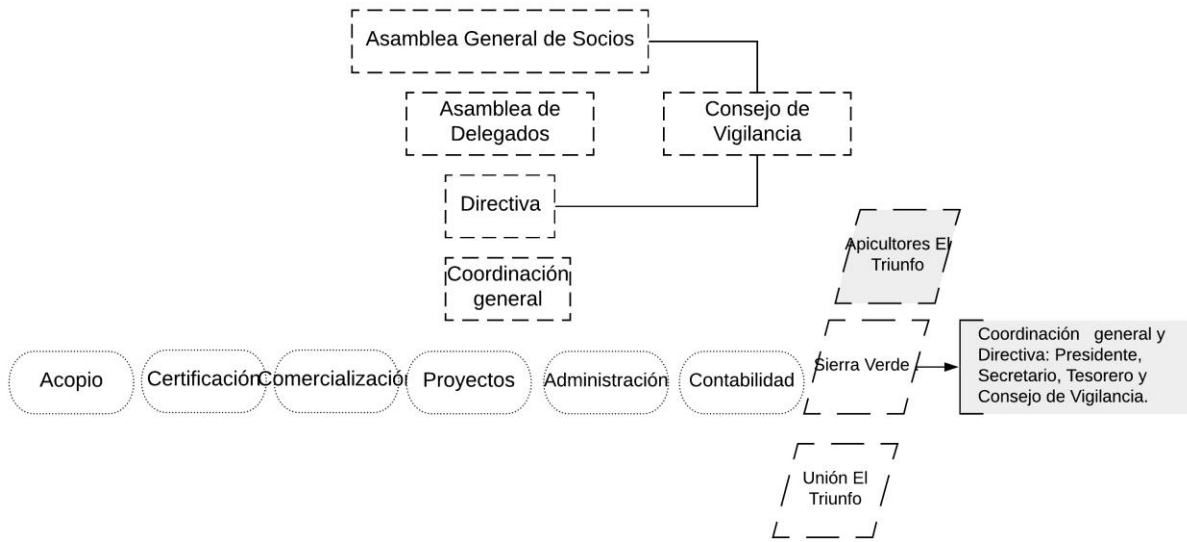 Asamblea General de Socios
Asamblea de
Delegados
Consejo de
Vigilancia
Directiva
Coordinación
general
Apicultores El
Triunfo
Acopio
Certificación
Comercialización
Proyectos
Administración
Contabilidad
Sierra Verde
Coordinación general y
Directiva: Presidente,
Secretario, Tesorero y
Consejo de Vigilancia.
Unión El
Triunfo